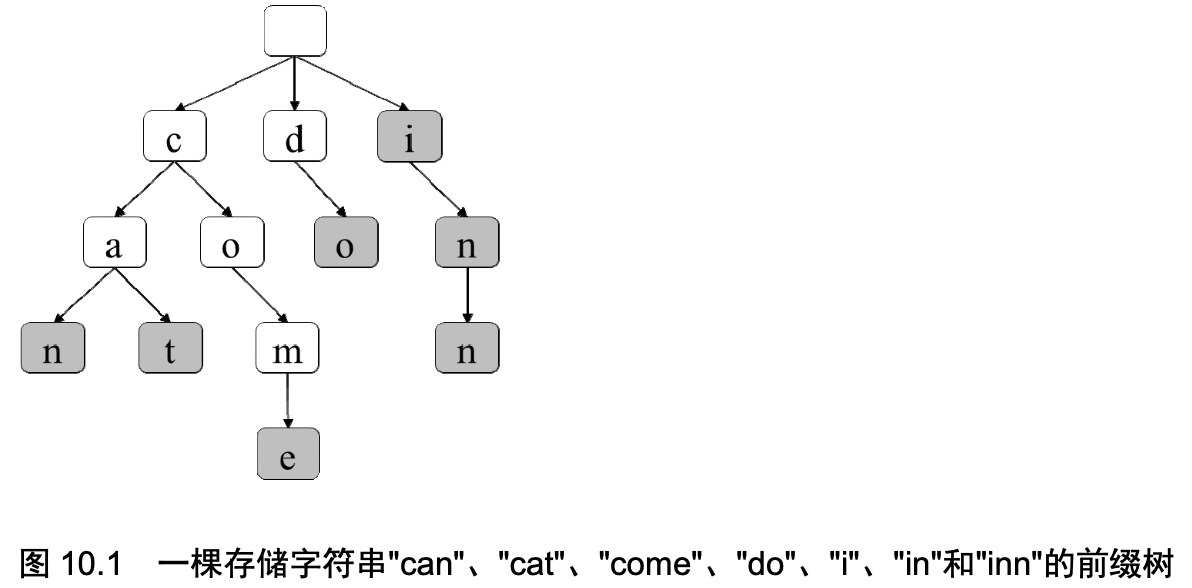 c d i
a o o n
n t m n
e
图 10.1 一棵存储字符串"can"、"cat"、"come"、"do"、"i"、"in"和"inn"的前缀树